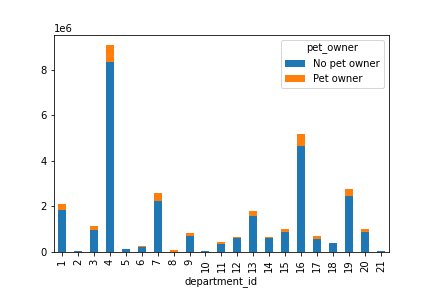 1e6
pet_owner
No pet owner
Pet owner
8
6
4
2
0
1 2 3 4 5 6 7 8 9 10 11 12 13 14 15 16 17 18 19 20 21
department_id